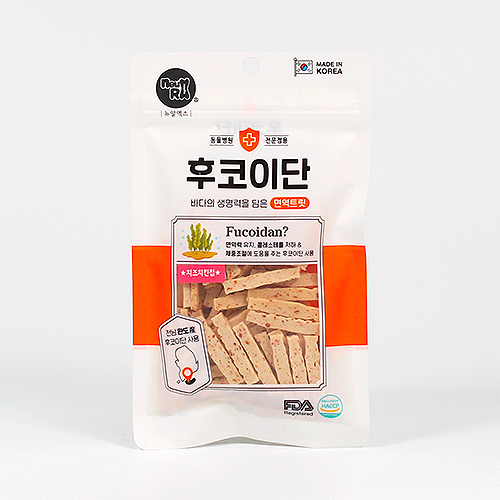 NauN
RX
뉴알엑스
MADE IN
KOREA
동물병원 전문경용
후코이단
바다의 생명력을 담은 면역트릿
Fucoidan?
면역력 유지, 콜레스테롤 저하 &
체중조절에 도움을 주는 후코이단 사용
★치즈치킨칩★
전남 완도産
후코이단 사용
FDA
Registered
HACCP